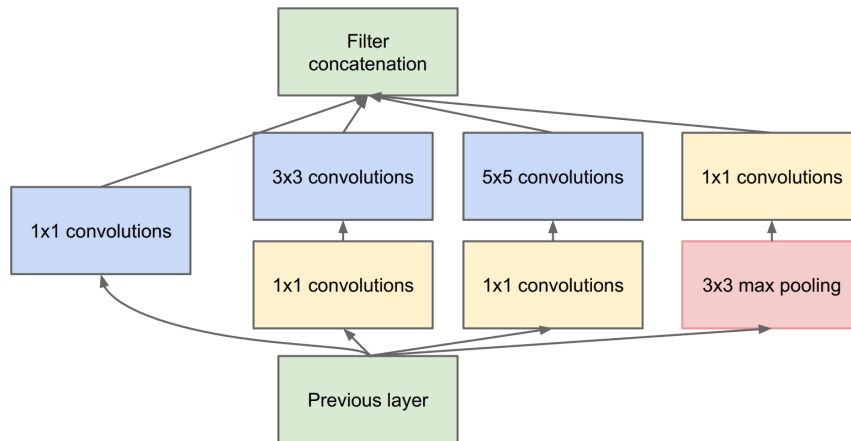 Filter
concatenation
3x3 convolutions
5x5 convolutions
1x1 convolutions
1x1 convolutions
1x1 convolutions
1x1 convolutions
3x3 max pooling
Previous layer